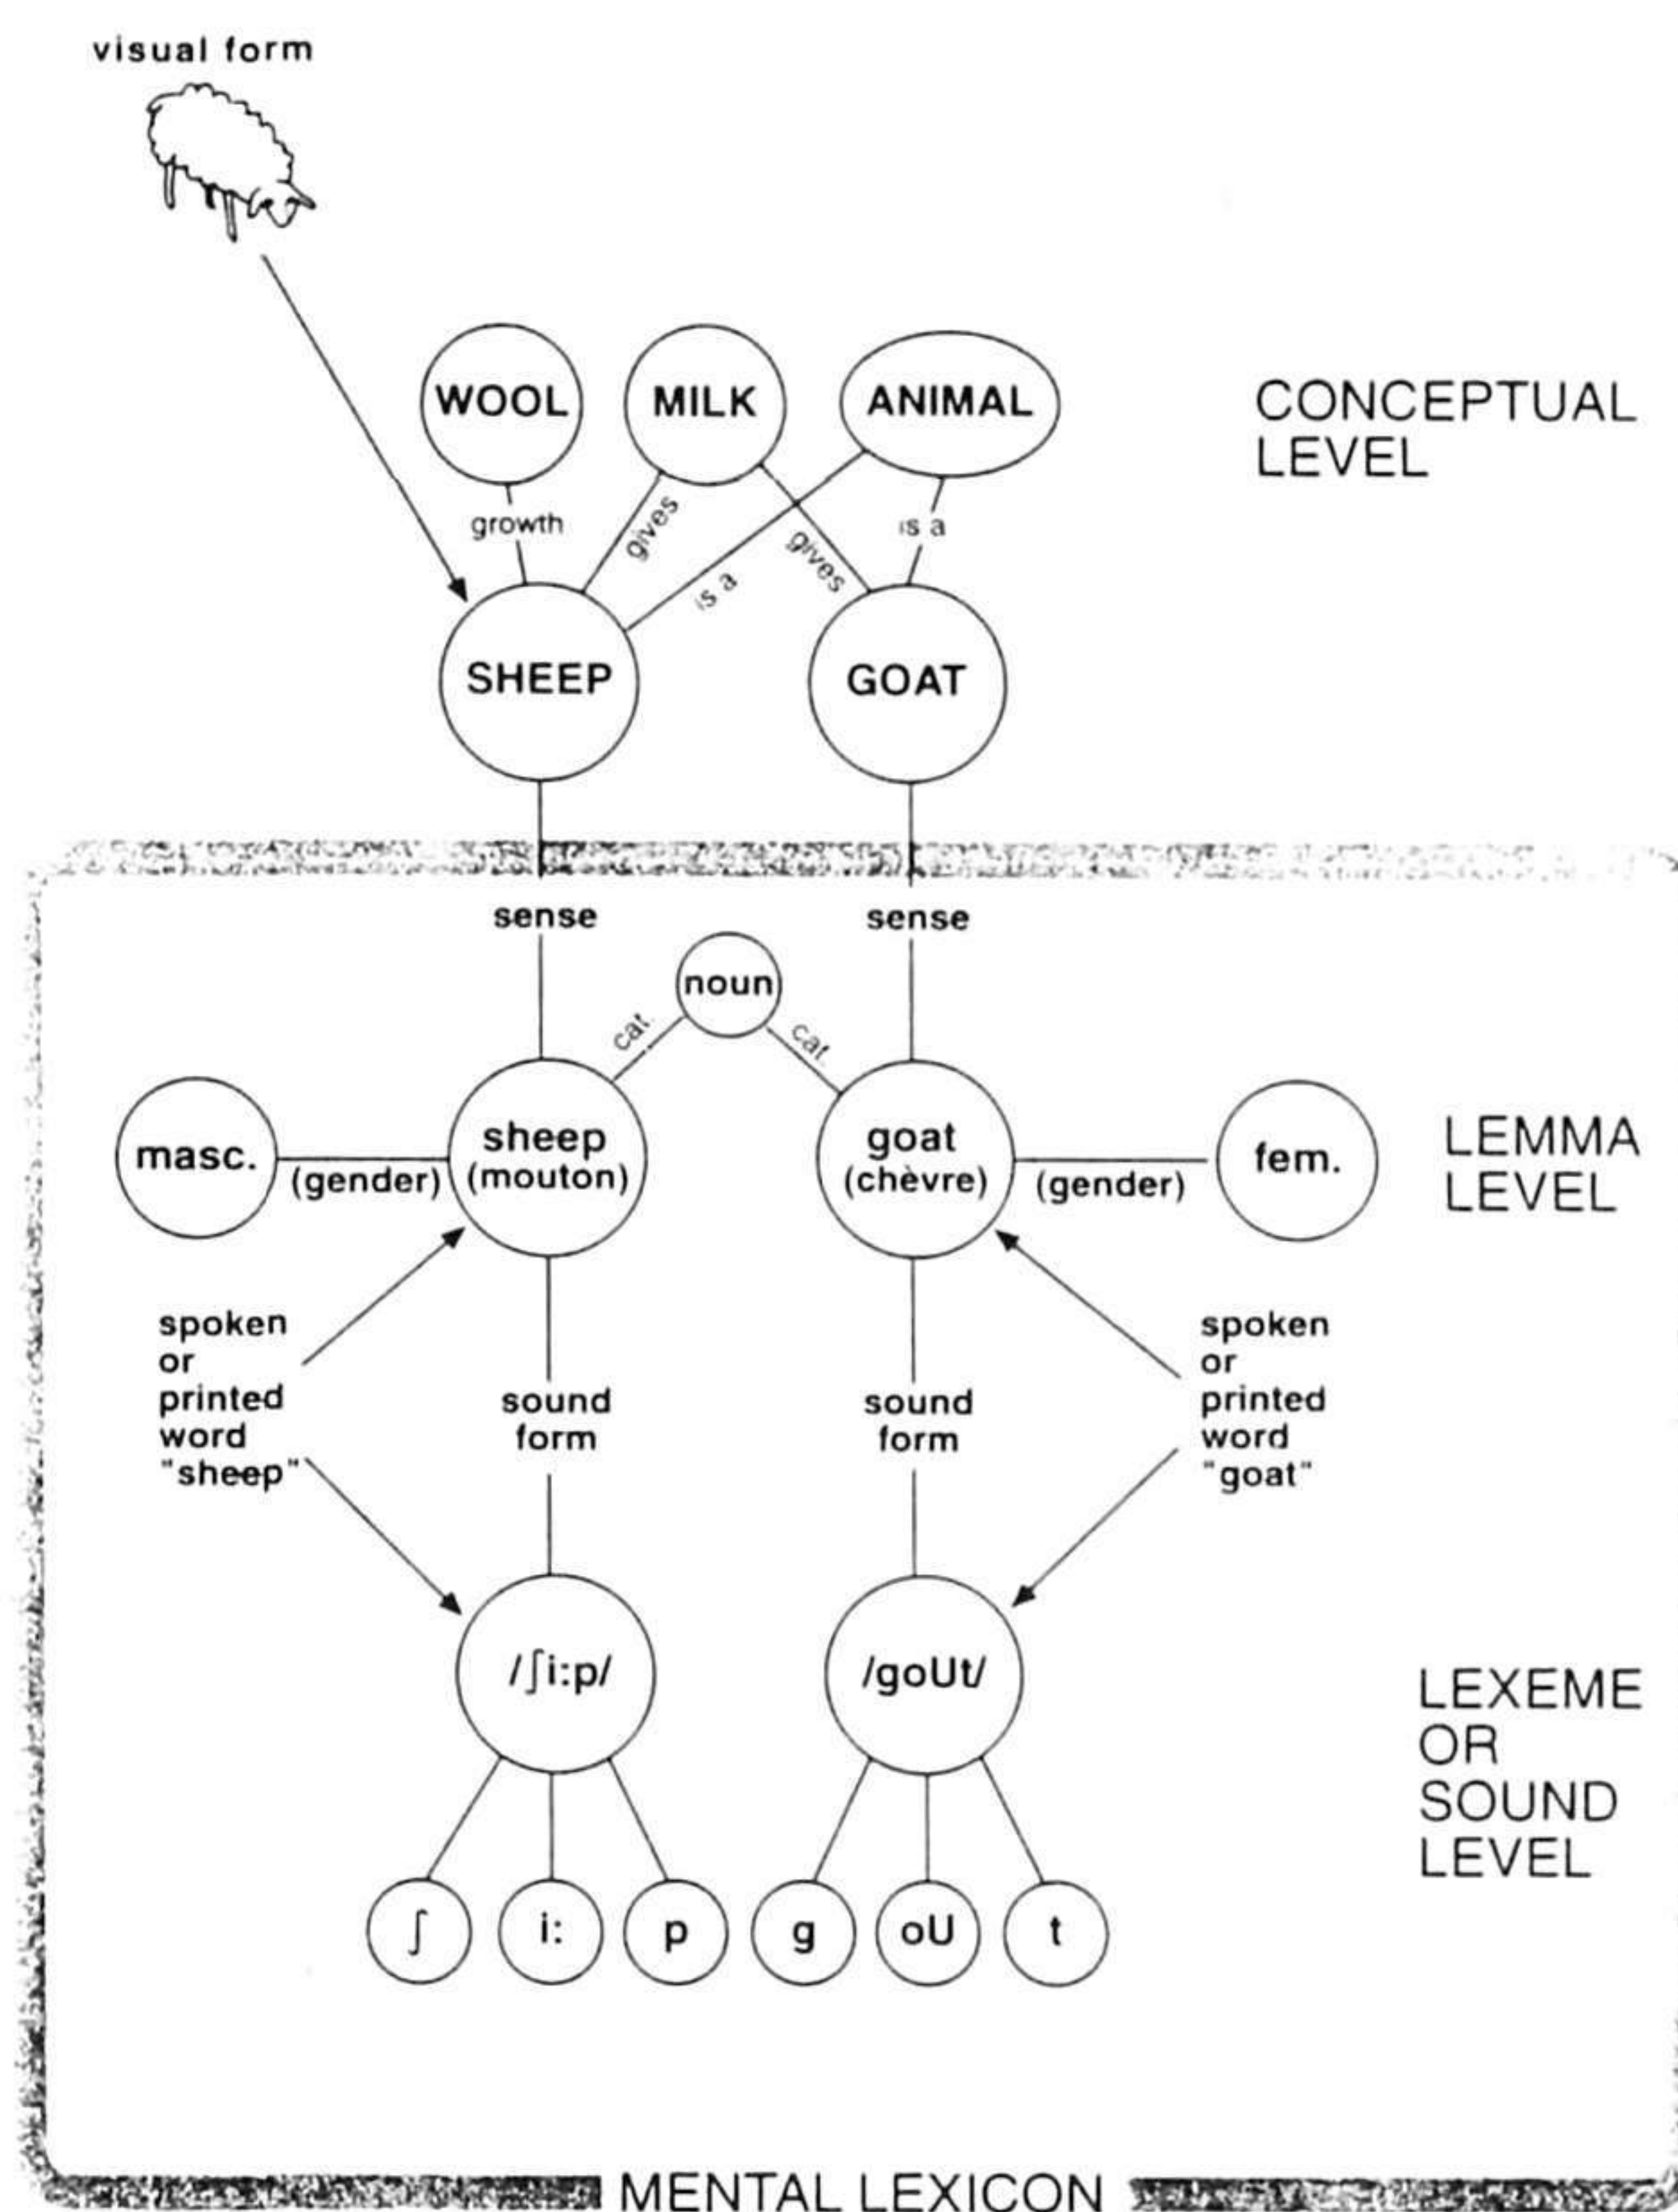 visual form
WOOL
MILK
ANIMAL
CONCEPTUAL
LEVEL
growth
gives
is a
gives
is a
SHEEP
GOAT
sense
sense
noun
cat.
cat.
masc.
(gender)
sheep
(mouton)
goat
(chèvre)
(gender)
fem.
LEMMA
LEVEL
spoken
or
printed
word
"sheep"
sound
form
sound
form
spoken
or
printed
word
"goat"
/ʃi:p/
/goUt/
LEXEME
OR
SOUND
LEVEL
ʃ
i:
p
g
oU
t
MENTAL LEXICON